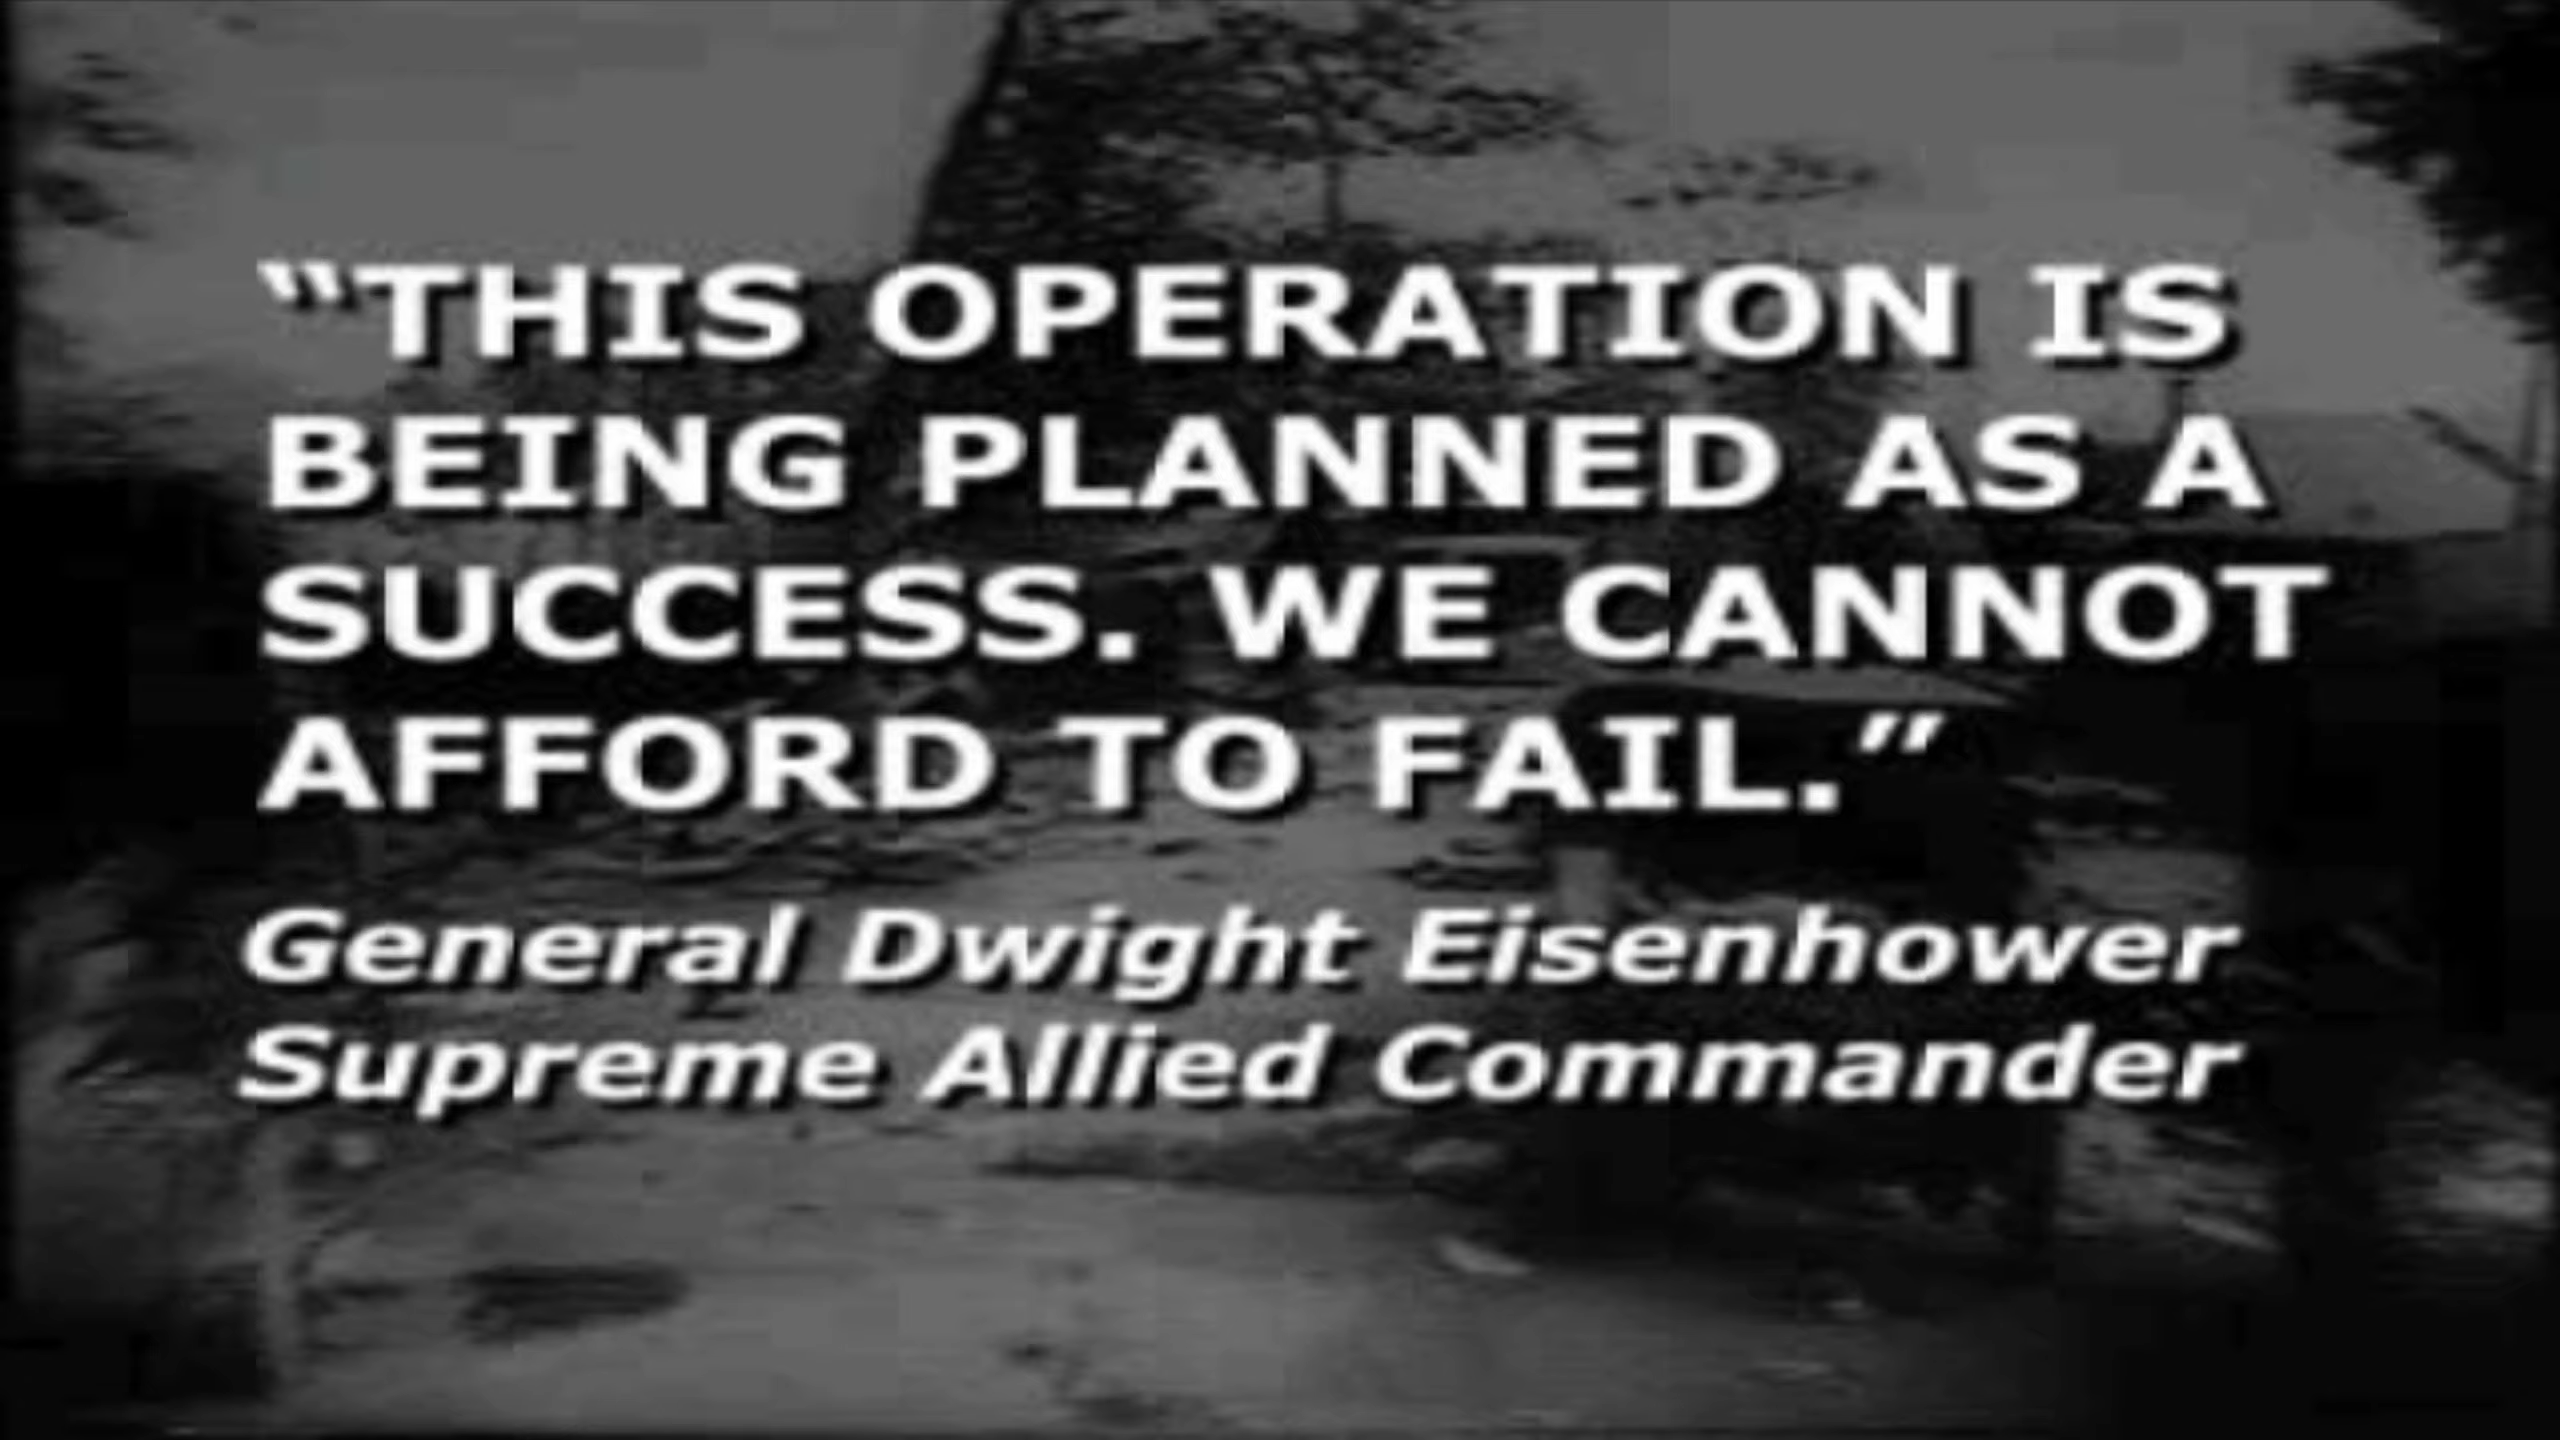 “THIS OPERATION IS
BEING PLANNED AS A
SUCCESS. WE CANNOT
AFFORD TO FAIL.”
General Dwight Eisenhower
Supreme Allied Commander